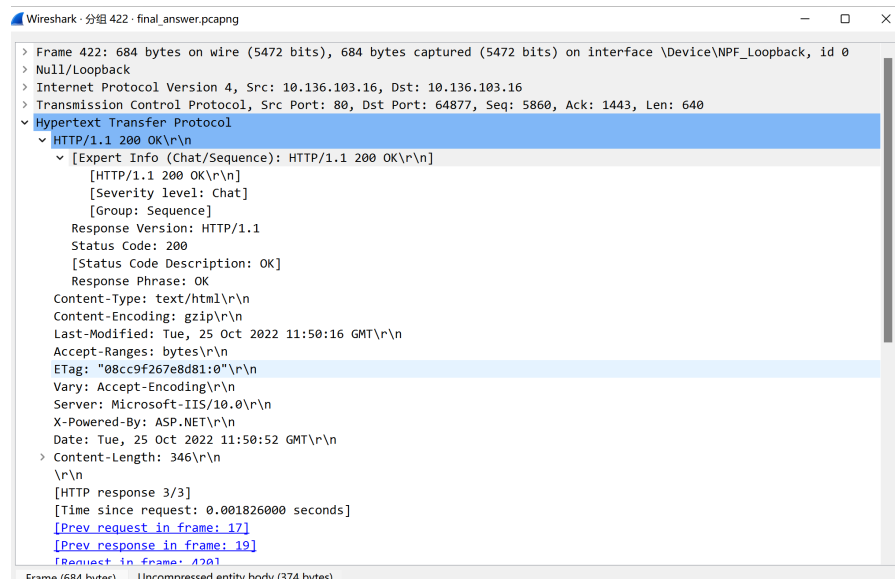 Wireshark · 分组 422 · final_answer.pcapng
> Frame 422: 684 bytes on wire (5472 bits), 684 bytes captured (5472 bits) on interface \Device\NPF_Loopback, id 0
> Null/Loopback
> Internet Protocol Version 4, Src: 10.136.103.16, Dst: 10.136.103.16
> Transmission Control Protocol, Src Port: 80, Dst Port: 64877, Seq: 5860, Ack: 1443, Len: 640
Hypertext Transfer Protocol
HTTP/1.1 200 OK\r\n
[Expert Info (Chat/Sequence): HTTP/1.1 200 OK\r\n]
[HTTP/1.1 200 OK\r\n]
[Severity level: Chat]
[Group: Sequence]
Response Version: HTTP/1.1
Status Code: 200
[Status Code Description: OK]
Response Phrase: OK
Content-Type: text/html\r\n
Content-Encoding: gzip\r\n
Last-Modified: Tue, 25 Oct 2022 11:50:16 GMT\r\n
Accept-Ranges: bytes\r\n
ETag: "08cc9f267e8d81:0"\r\n
Vary: Accept-Encoding\r\n
Server: Microsoft-IIS/10.0\r\n
X-Powered-By: ASP.NET\r\n
Date: Tue, 25 Oct 2022 11:50:52 GMT\r\n
> Content-Length: 346\r\n
\r\n
[HTTP response 3/3]
[Time since request: 0.001826000 seconds]
[Prev request in frame: 17]
[Prev response in frame: 19]
[Request in frame: 420]
Frame (684 bytes) Uncompressed entity body (374 bytes)